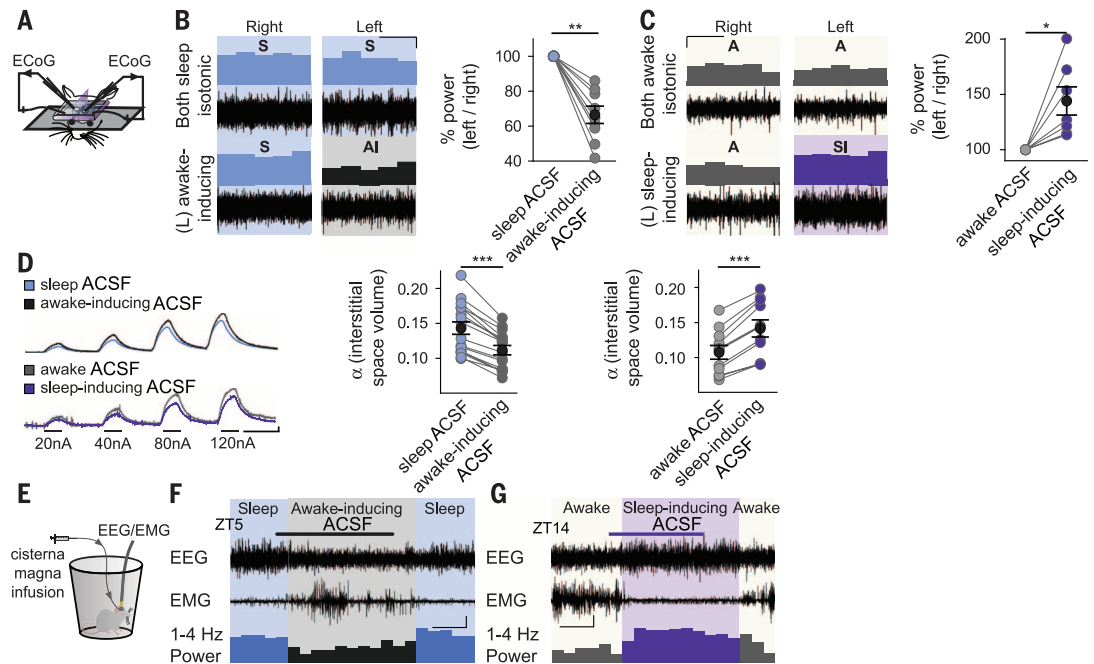 A
ECoG
ECoG
B
Right
Left
Both sleep
isotonic
S
S
(L) awake-
inducing
S
AI
**
% power
(left / right)
100
80
60
40
sleep ACSF
awake-inducing
ACSF
C
Right
Left
Both awake
isotonic
A
A
(L) sleep-
inducing
A
SI
*
% power
(left / right)
200
150
100
awake ACSF
sleep-inducing
ACSF
D
sleep ACSF
awake-inducing ACSF
awake ACSF
sleep-inducing ACSF
20nA
40nA
80nA
120nA
***
α (interstitial
space volume)
0.20
0.15
0.10
sleep ACSF
awake-inducing
ACSF
***
α (interstitial
space volume)
0.20
0.15
0.10
awake ACSF
sleep-inducing
ACSF
E
EEG/EMG
cisterna
magna
infusion
F
Sleep
Awake-inducing
ACSF
Sleep
ZT5
EEG
EMG
1-4 Hz
Power
G
Awake
Sleep-inducing
ACSF
Awake
ZT14
EEG
EMG
1-4 Hz
Power